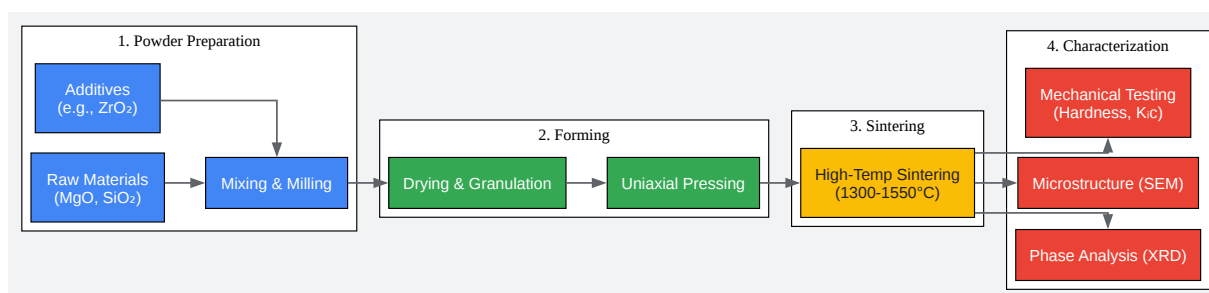 1. Powder Preparation
Additives
(e.g., ZrO₂)
Raw Materials
(MgO, SiO₂)
Mixing & Milling
2. Forming
Drying & Granulation
Uniaxial Pressing
3. Sintering
High-Temp Sintering
(1300-1550°C)
4. Characterization
Mechanical Testing
(Hardness, Kᵢc)
Microstructure (SEM)
Phase Analysis (XRD)